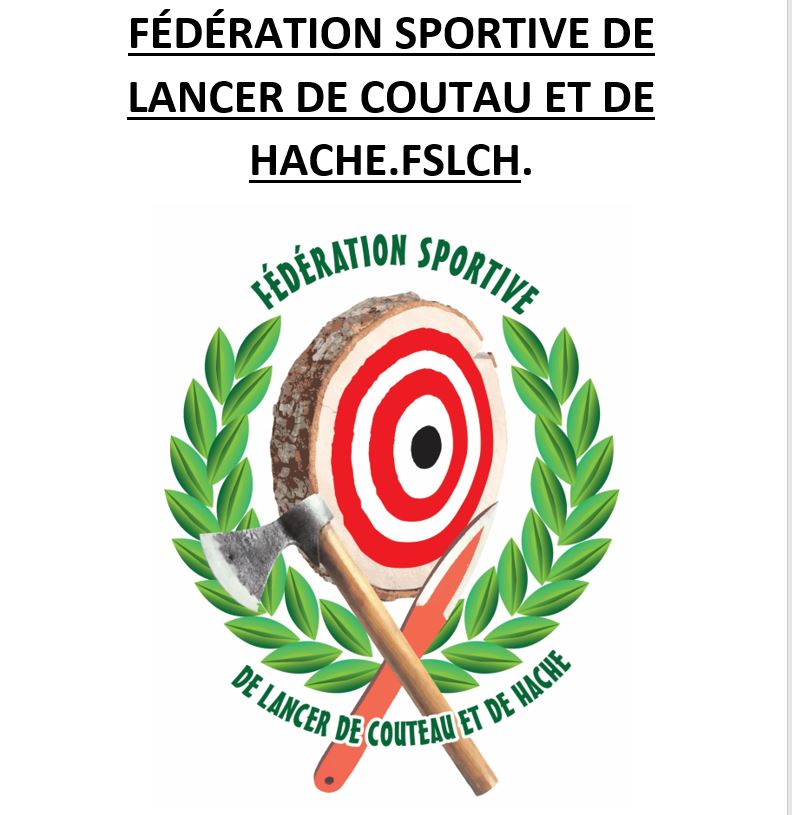 FÉDÉRATION SPORTIVE DE
LANCER DE COUTAU ET DE
HACHE.FSLCH.
FÉDÉRATION SPORTIVE
DE LANCER DE COUTEAU ET DE HACHE